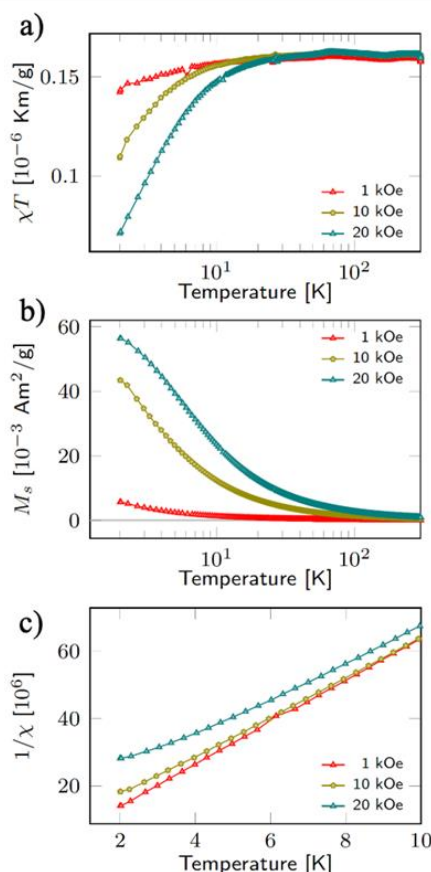 a)
χT [10⁻⁶ Km/g]
0.15
0.1
1 kOe
10 kOe
20 kOe
10¹ 10²
Temperature [K]
b)
Mₛ [10⁻³ Am²/g]
60
40
20
0
1 kOe
10 kOe
20 kOe
10¹ 10²
Temperature [K]
c)
1/χ [10⁶]
60
40
20
1 kOe
10 kOe
20 kOe
2 4 6 8 10
Temperature [K]